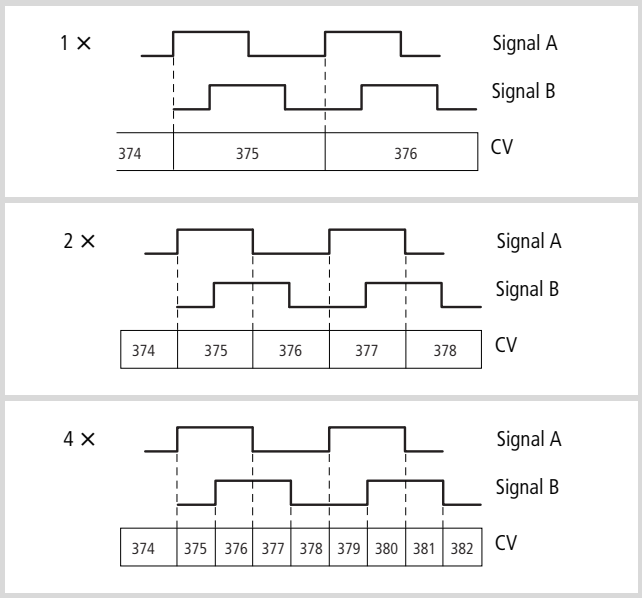 1 × Signal A
Signal B
374 375 376 CV
2 × Signal A
Signal B
374 375 376 377 378 CV
4 × Signal A
Signal B
374 375 376 377 378 379 380 381 382 CV